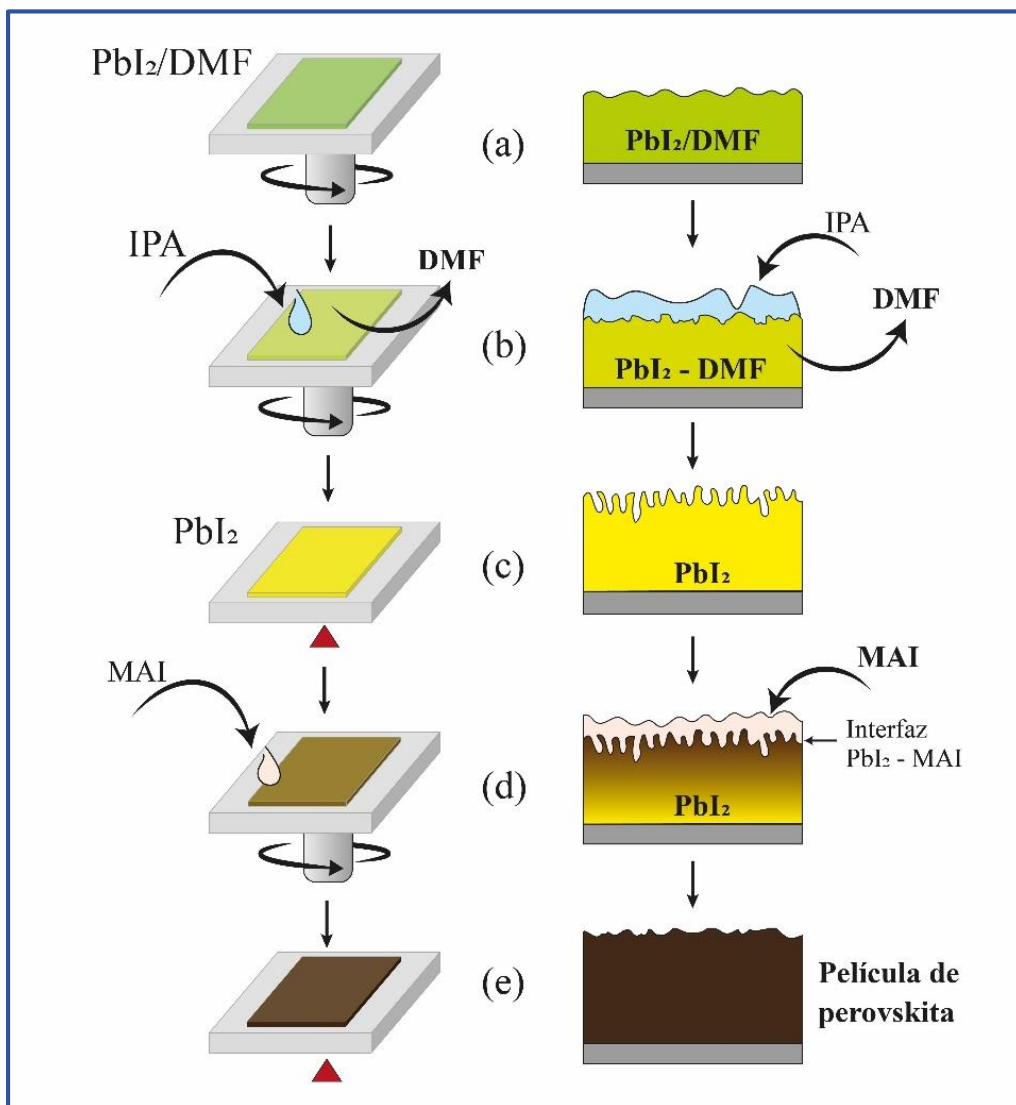 PbI₂/DMF
(a)
PbI₂/DMF
IPA
DMF
(b)
IPA
DMF
PbI₂ - DMF
PbI₂
(c)
PbI₂
MAI
(d)
MAI
Interfaz
PbI₂ - MAI
PbI₂
(e)
Película de
perovskita